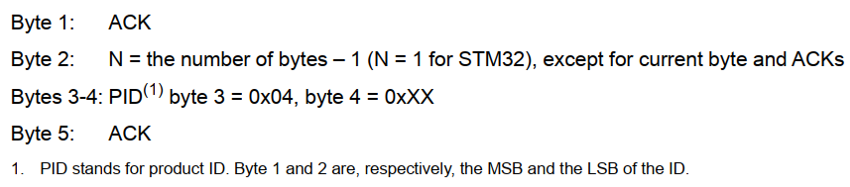 Byte 1: ACK
Byte 2: N = the number of bytes – 1 (N = 1 for STM32), except for current byte and ACKs
Bytes 3-4: PID(1) byte 3 = 0x04, byte 4 = 0xXX
Byte 5: ACK
1. PID stands for product ID. Byte 1 and 2 are, respectively, the MSB and the LSB of the ID.